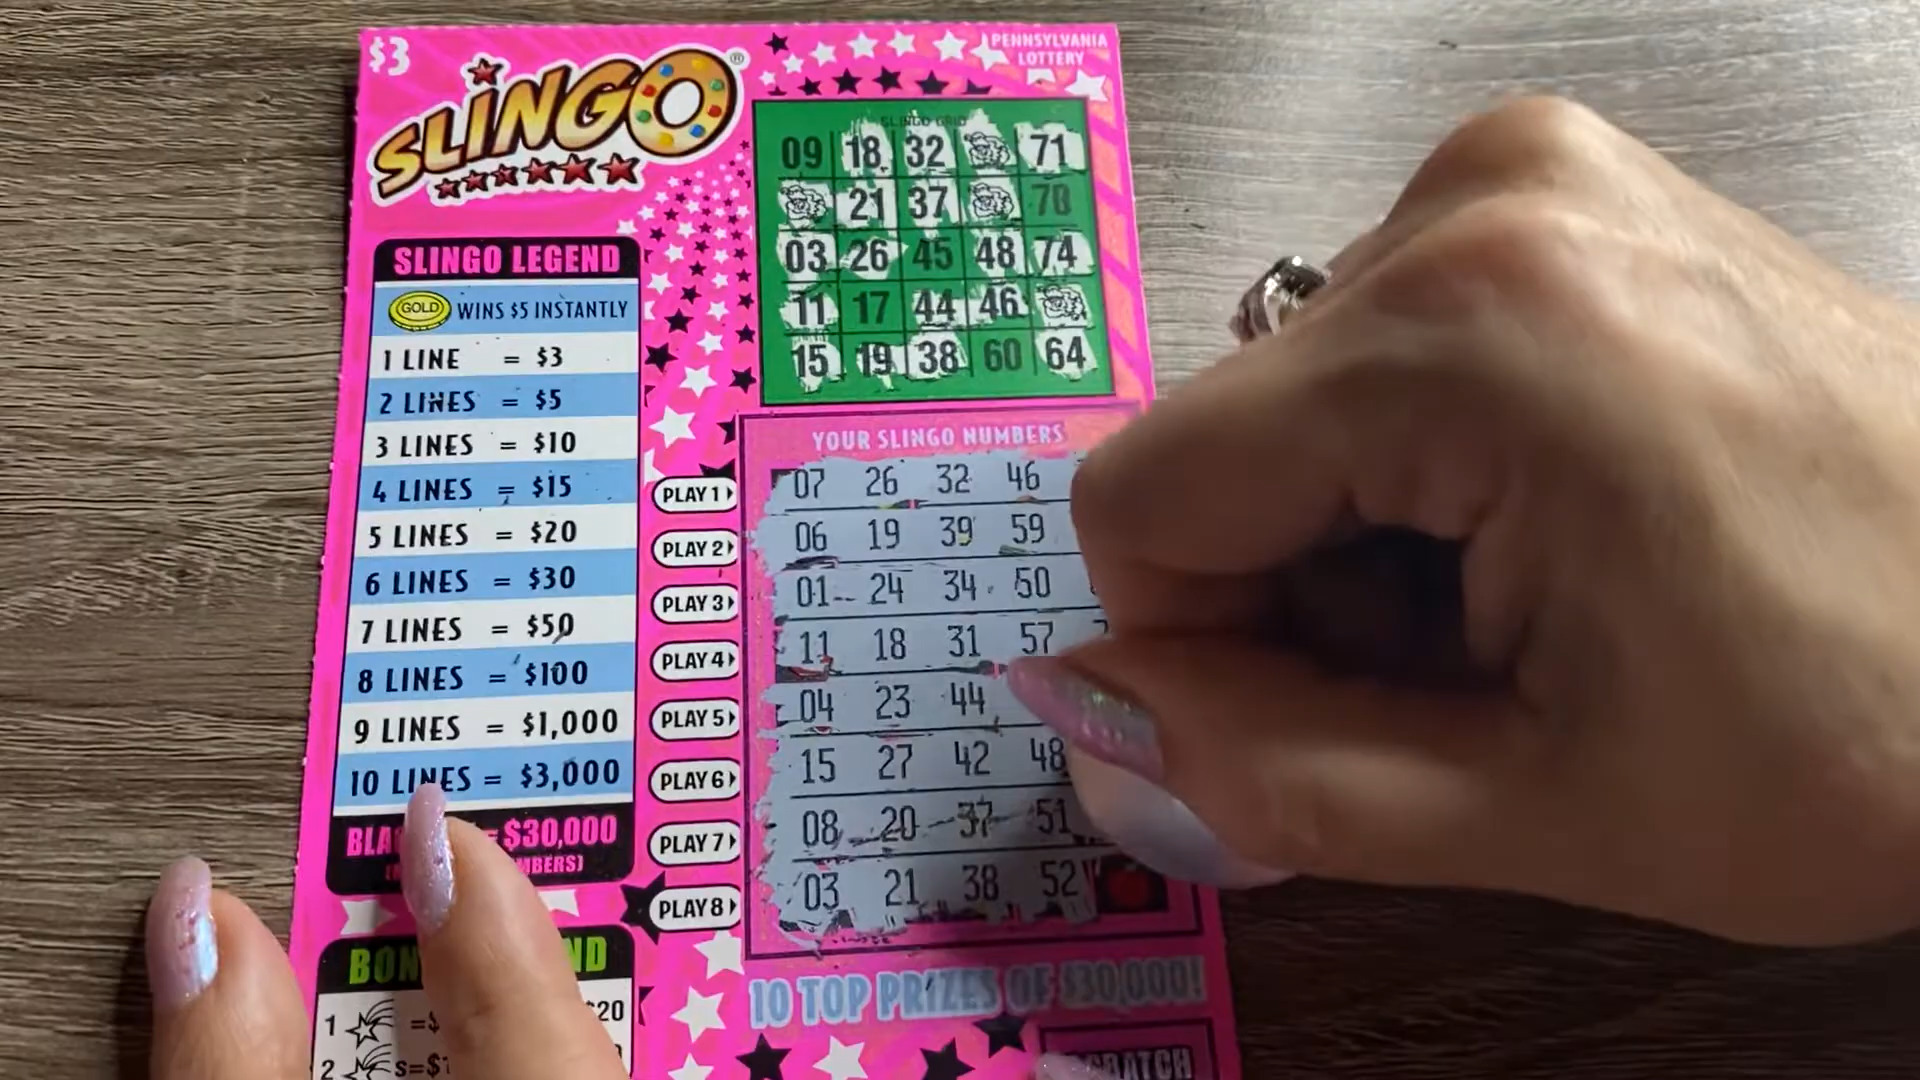 $3
SLINGO®
PENNSYLVANIA
LOTTERY
SLINGO GRID
09 18 32 71
21 37 70
03 26 45 48 74
11 17 44 46
15 19 38 60 64
SLINGO LEGEND
GOLD WINS $5 INSTANTLY
1 LINE = $3
2 LINES = $5
3 LINES = $10
4 LINES = $15
5 LINES = $20
6 LINES = $30
7 LINES = $50
8 LINES = $100
9 LINES = $1,000
10 LINES = $3,000
= $30,000
YOUR SLINGO NUMBERS
PLAY 1 07 26 32 46
PLAY 2 06 19 39 59
PLAY 3 01 24 34 50
PLAY 4 11 18 31 57
PLAY 5 04 23 44
PLAY 6 15 27 42 48
PLAY 7 08 20 37 51
PLAY 8 03 21 38 52
10 TOP PRIZES OF $30,000!
1 =$
$20
2 s=$